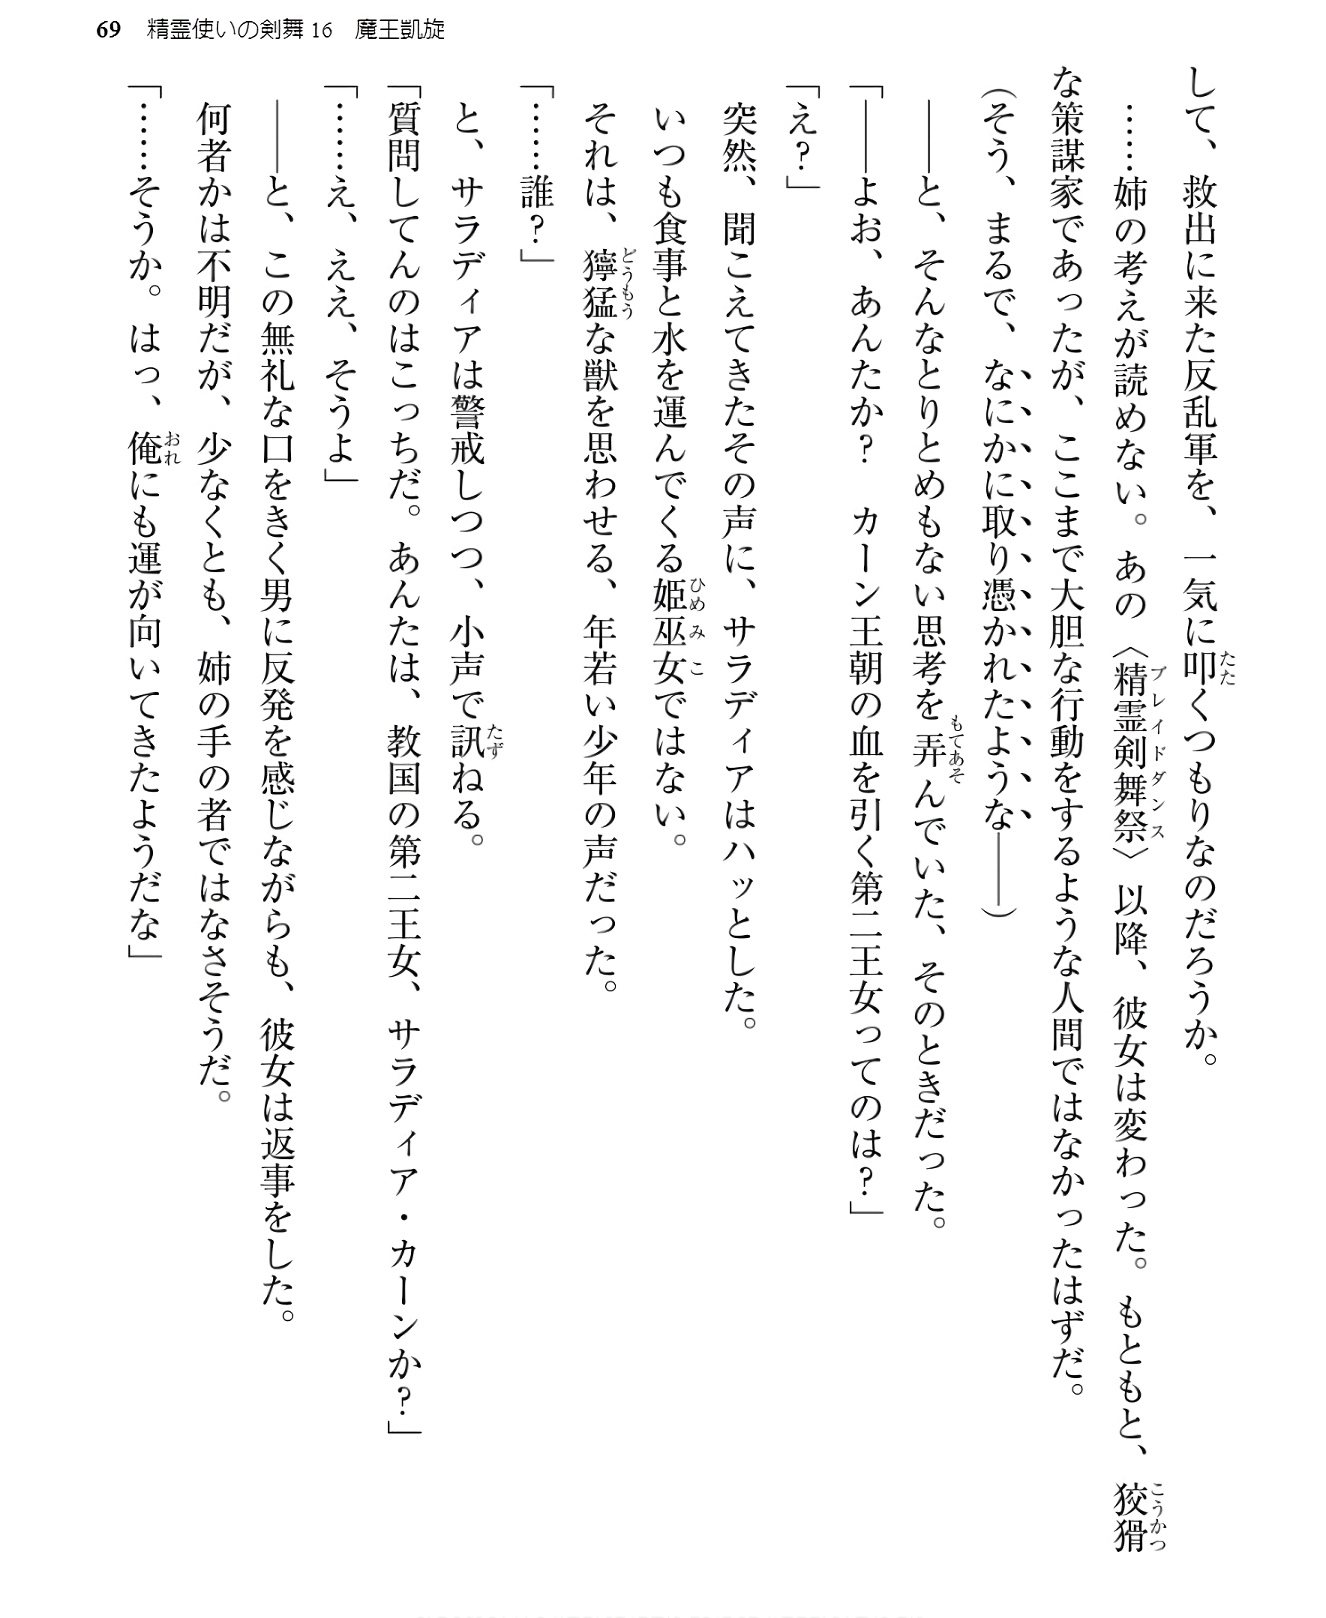 69　精霊使いの剣舞16　魔王凱旋
して、救出に来た反乱軍を、一気に叩くつもりなのだろうか。
……姉の考えが読めない。あの〈精霊剣舞祭〉以降、彼女は変わった。もともと、狡猾
な策謀家であったが、ここまで大胆な行動をするような人間ではなかったはずだ。
（そう、まるで、なにかに取り憑かれたような――）
――と、そんなとりとめもない思考を弄んでいた、そのときだった。
「――よお、あんたか？　カーン王朝の血を引く第二王女ってのは？」
「え？」
突然、聞こえてきたその声に、サラディアはハッとした。
いつも食事と水を運んでくる姫巫女ではない。
それは、獰猛な獣を思わせる、年若い少年の声だった。
「……誰？」
と、サラディアは警戒しつつ、小声で訊ねる。
「質問してんのはこっちだ。あんたは、教国の第二王女、サラディア・カーンか？」
「……え、ええ、そうよ」
――と、この無礼な口をきく男に反発を感じながらも、彼女は返事をした。
何者かは不明だが、少なくとも、姉の手の者ではなさそうだ。
「……そうか。はっ、俺にも運が向いてきたようだな」